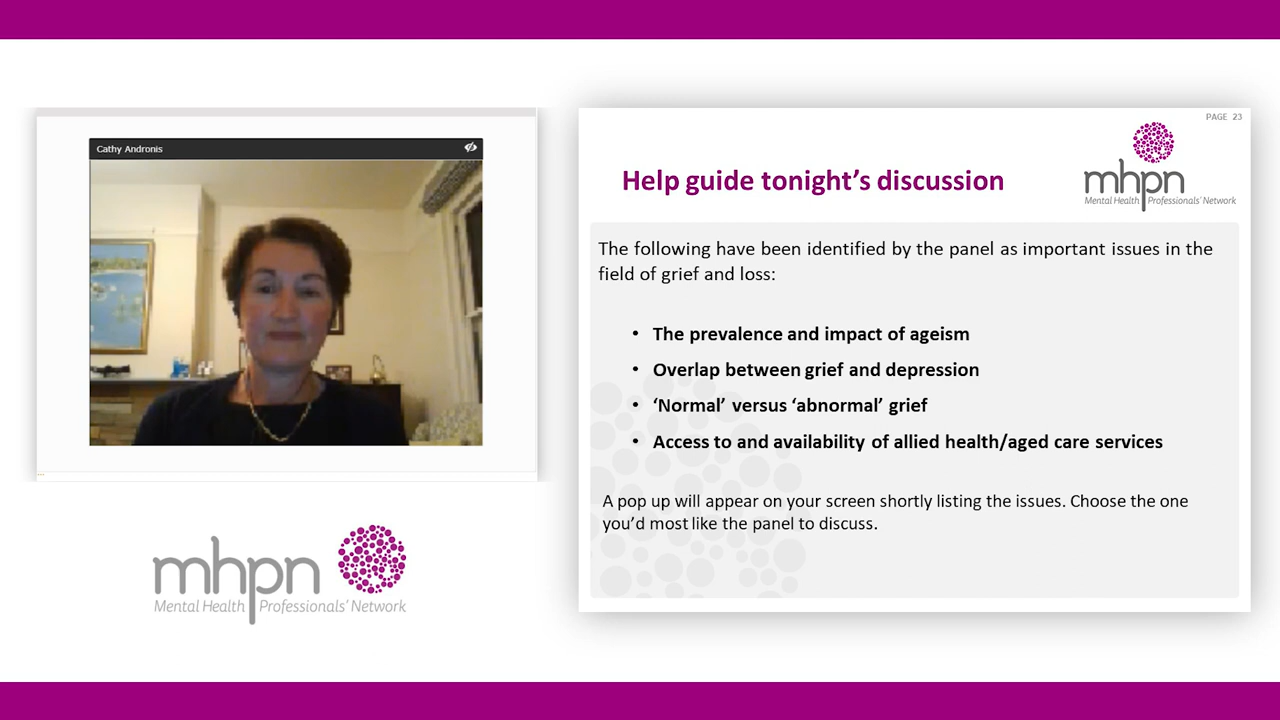 Cathy Andronis
mhpn
Mental Health Professionals' Network
PAGE 23
mhpn
Mental Health Professionals' Network
Help guide tonight's discussion
The following have been identified by the panel as important issues in the
field of grief and loss:
• The prevalence and impact of ageism
• Overlap between grief and depression
• ‘Normal’ versus ‘abnormal’ grief
• Access to and availability of allied health/aged care services
A pop up will appear on your screen shortly listing the issues. Choose the one
you’d most like the panel to discuss.